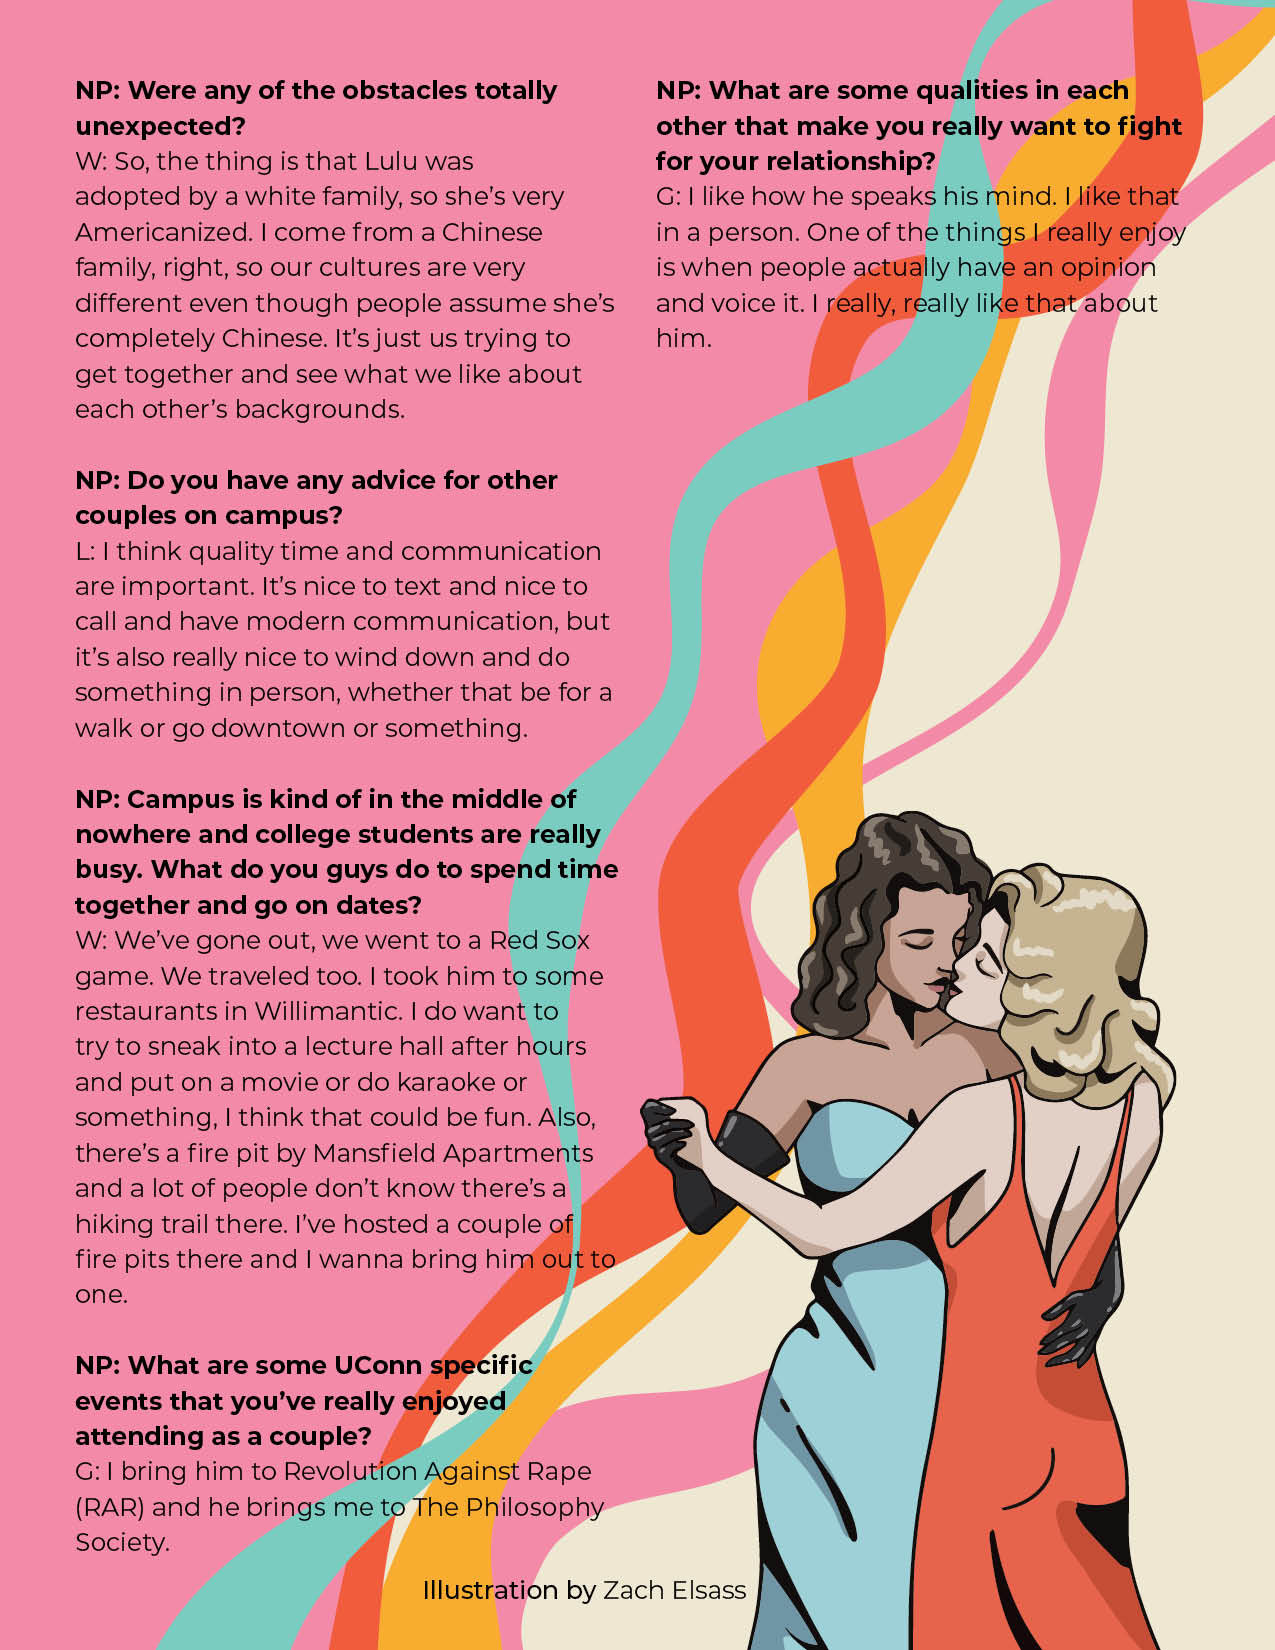 NP: Were any of the obstacles totally
unexpected?
W: So, the thing is that Lulu was
adopted by a white family, so she’s very
Americanized. I come from a Chinese
family, right, so our cultures are very
different even though people assume she’s
completely Chinese. It’s just us trying to
get together and see what we like about
each other’s backgrounds.
NP: Do you have any advice for other
couples on campus?
L: I think quality time and communication
are important. It’s nice to text and nice to
call and have modern communication, but
it’s also really nice to wind down and do
something in person, whether that be for a
walk or go downtown or something.
NP: Campus is kind of in the middle of
nowhere and college students are really
busy. What do you guys do to spend time
together and go on dates?
W: We’ve gone out, we went to a Red Sox
game. We traveled too. I took him to some
restaurants in Willimantic. I do want to
try to sneak into a lecture hall after hours
and put on a movie or do karaoke or
something, I think that could be fun. Also,
there’s a fire pit by Mansfield Apartments
and a lot of people don’t know there’s a
hiking trail there. I’ve hosted a couple of
fire pits there and I wanna bring him out to
one.
NP: What are some UConn specific
events that you’ve really enjoyed
attending as a couple?
G: I bring him to Revolution Against Rape
(RAR) and he brings me to The Philosophy
Society.
NP: What are some qualities in each
other that make you really want to fight
for your relationship?
G: I like how he speaks his mind. I like that
in a person. One of the things I really enjoy
is when people actually have an opinion
and voice it. I really, really like that about
him.
Illustration by Zach Elsass